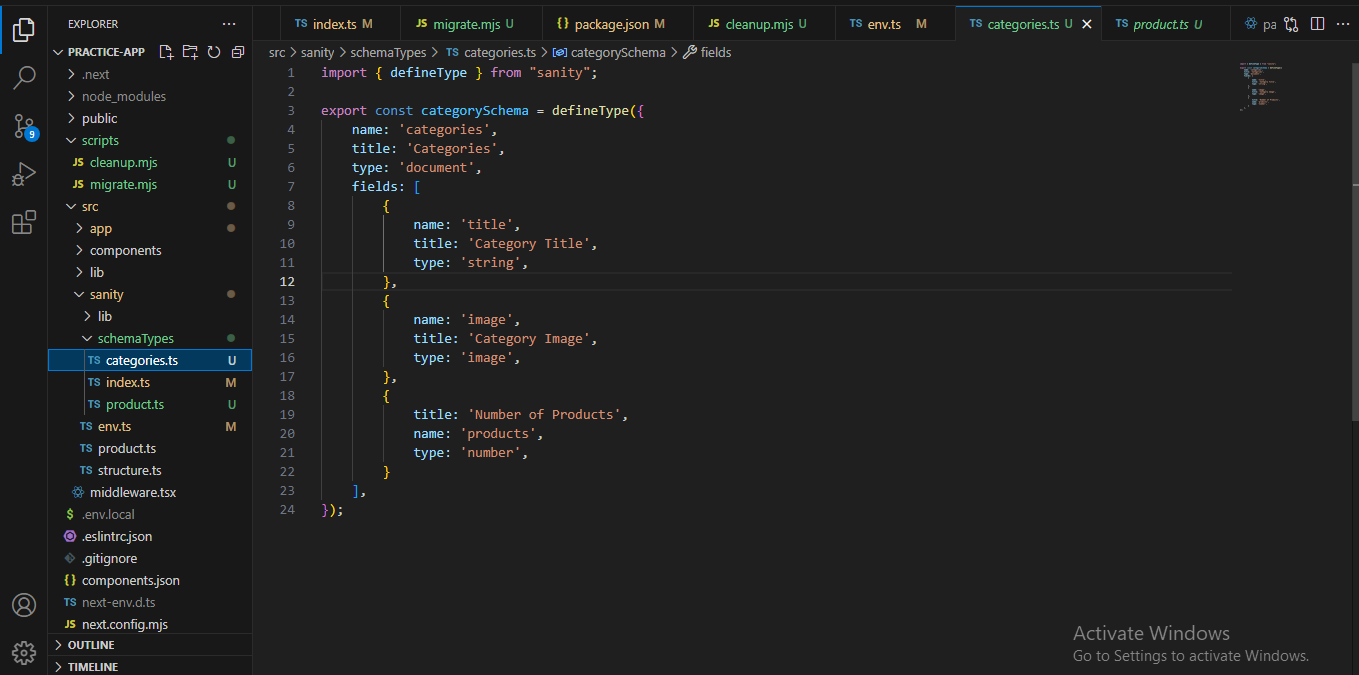 EXPLORER ...
PRACTICE-APP
.next
node_modules
public
scripts
JS cleanup.mjs U
JS migrate.mjs U
src
app
components
lib
sanity
lib
schemaTypes
TS categories.ts U
TS index.ts M
TS product.ts U
TS env.ts M
TS product.ts
TS structure.ts
middleware.tsx
$ .env.local
.eslintrc.json
.gitignore
{} components.json
TS next-env.d.ts
JS next.config.mjs
OUTLINE
TIMELINE
9
TS index.ts M
JS migrate.mjs U
{} package.json M
JS cleanup.mjs U
TS env.ts M
TS categories.ts U
TS product.ts U
pa
src > sanity > schemaTypes > TS categories.ts > categorySchema > fields
1 import { defineType } from "sanity";
2
3 export const categorySchema = defineType({
4 name: 'categories',
5 title: 'Categories',
6 type: 'document',
7 fields: [
8 {
9 name: 'title',
10 title: 'Category Title',
11 type: 'string',
12 },
13 {
14 name: 'image',
15 title: 'Category Image',
16 type: 'image',
17 },
18 {
19 title: 'Number of Products',
20 name: 'products',
21 type: 'number',
22 }
23 ],
24 });
Activate Windows
Go to Settings to activate Windows.